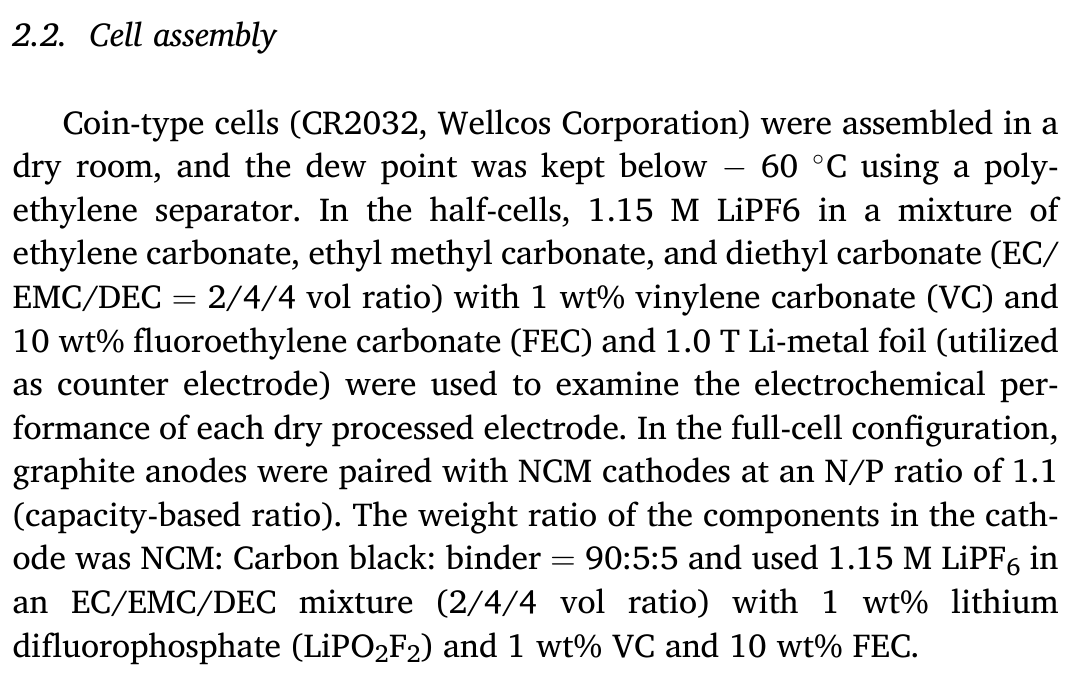 2.2. Cell assembly
Coin-type cells (CR2032, Wellcos Corporation) were assembled in a
dry room, and the dew point was kept below − 60 °C using a poly-
ethylene separator. In the half-cells, 1.15 M LiPF6 in a mixture of
ethylene carbonate, ethyl methyl carbonate, and diethyl carbonate (EC/
EMC/DEC = 2/4/4 vol ratio) with 1 wt% vinylene carbonate (VC) and
10 wt% fluoroethylene carbonate (FEC) and 1.0 T Li-metal foil (utilized
as counter electrode) were used to examine the electrochemical per-
formance of each dry processed electrode. In the full-cell configuration,
graphite anodes were paired with NCM cathodes at an N/P ratio of 1.1
(capacity-based ratio). The weight ratio of the components in the cath-
ode was NCM: Carbon black: binder = 90:5:5 and used 1.15 M LiPF₆ in
an EC/EMC/DEC mixture (2/4/4 vol ratio) with 1 wt% lithium
difluorophosphate (LiPO₂F₂) and 1 wt% VC and 10 wt% FEC.